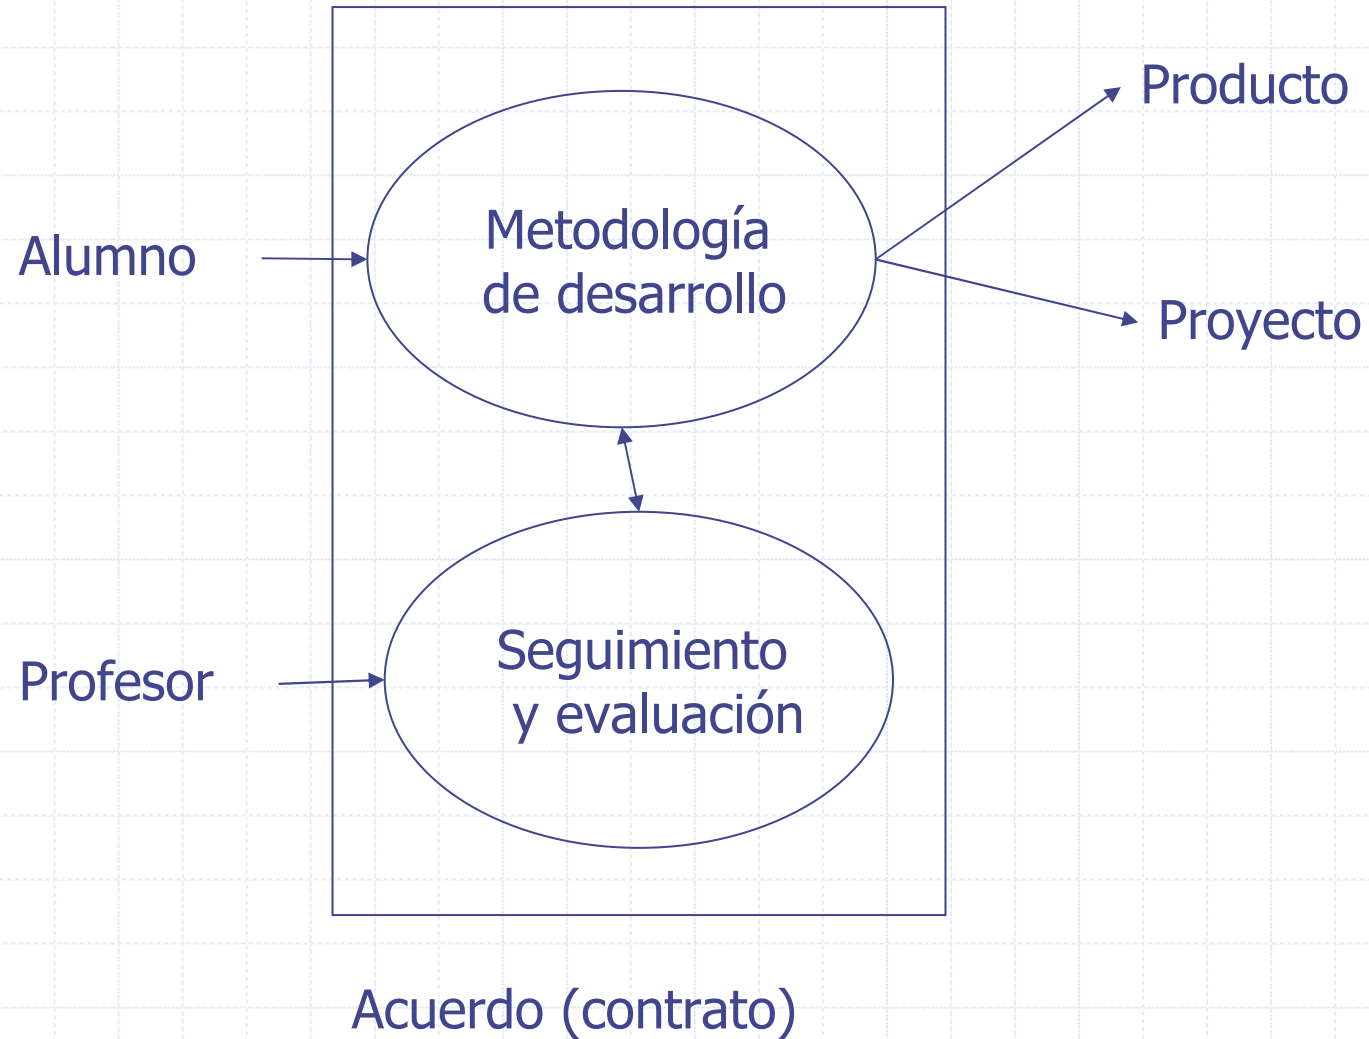 Producto
Metodología
de desarrollo
Alumno
Proyecto
Seguimiento
y evaluación
Profesor
Acuerdo (contrato)